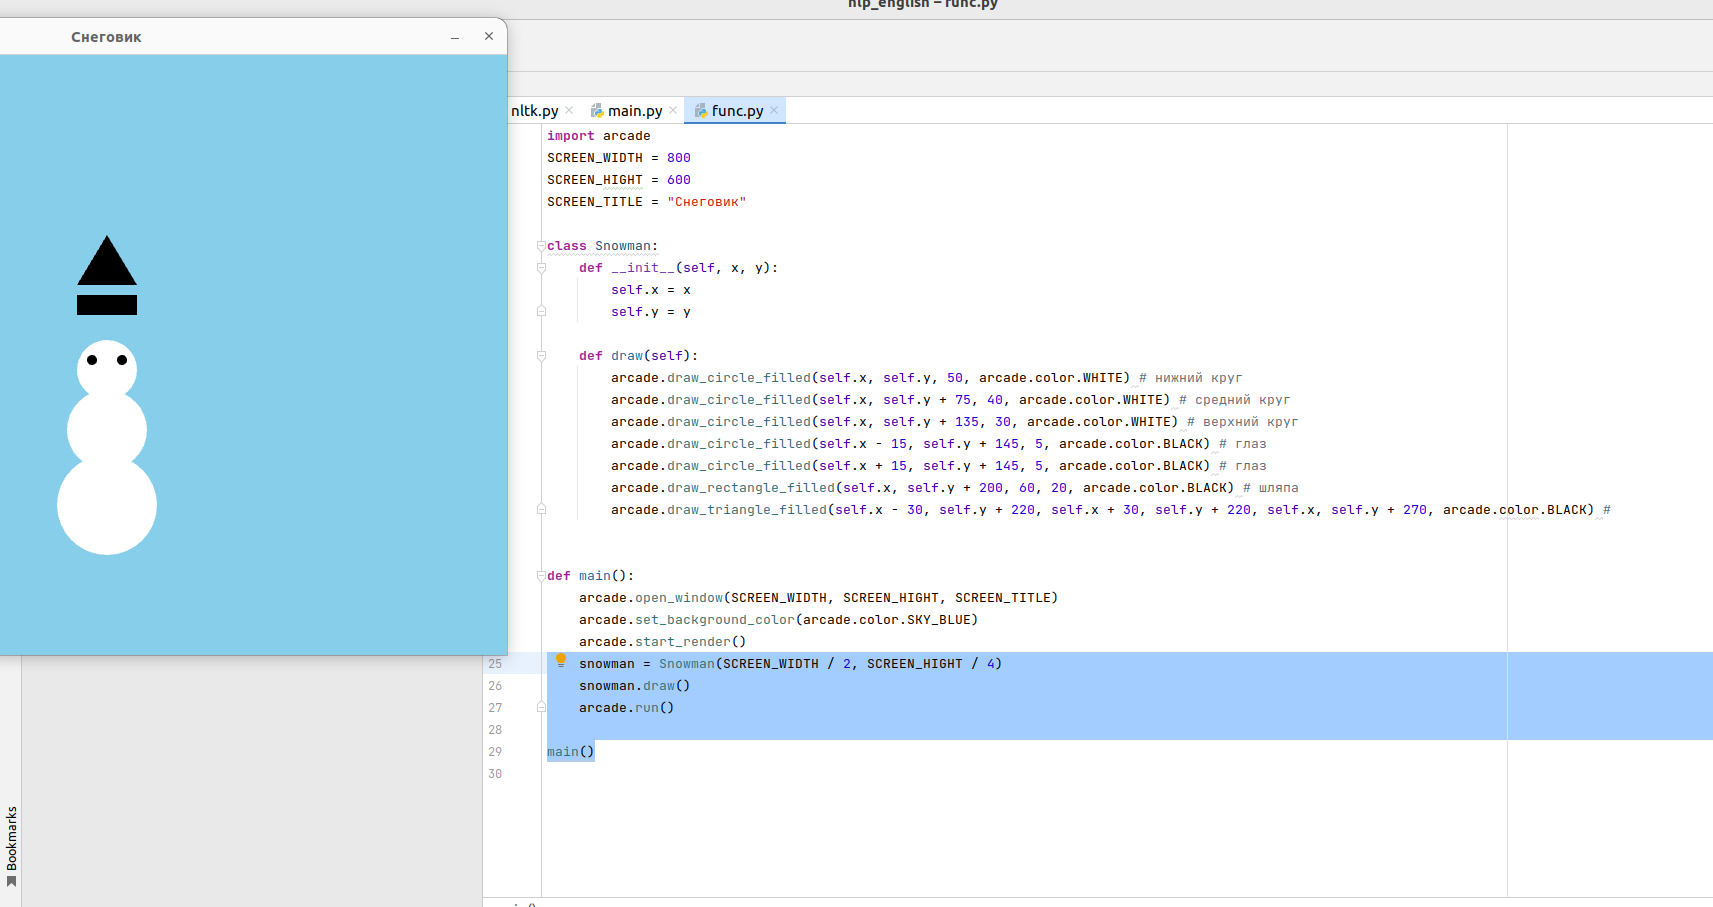 nlp_english – func.py
Снеговик
nltk.py main.py func.py
import arcade
SCREEN_WIDTH = 800
SCREEN_HIGHT = 600
SCREEN_TITLE = "Снеговик"
class Snowman:
def __init__(self, x, y):
self.x = x
self.y = y
def draw(self):
arcade.draw_circle_filled(self.x, self.y, 50, arcade.color.WHITE) # нижний круг
arcade.draw_circle_filled(self.x, self.y + 75, 40, arcade.color.WHITE) # средний круг
arcade.draw_circle_filled(self.x, self.y + 135, 30, arcade.color.WHITE) # верхний круг
arcade.draw_circle_filled(self.x - 15, self.y + 145, 5, arcade.color.BLACK) # глаз
arcade.draw_circle_filled(self.x + 15, self.y + 145, 5, arcade.color.BLACK) # глаз
arcade.draw_rectangle_filled(self.x, self.y + 200, 60, 20, arcade.color.BLACK) # шляпа
arcade.draw_triangle_filled(self.x - 30, self.y + 220, self.x + 30, self.y + 220, self.x, self.y + 270, arcade.color.BLACK) #
def main():
arcade.open_window(SCREEN_WIDTH, SCREEN_HIGHT, SCREEN_TITLE)
arcade.set_background_color(arcade.color.SKY_BLUE)
arcade.start_render()
25 snowman = Snowman(SCREEN_WIDTH / 2, SCREEN_HIGHT / 4)
26 snowman.draw()
27 arcade.run()
28
29 main()
30
Bookmarks